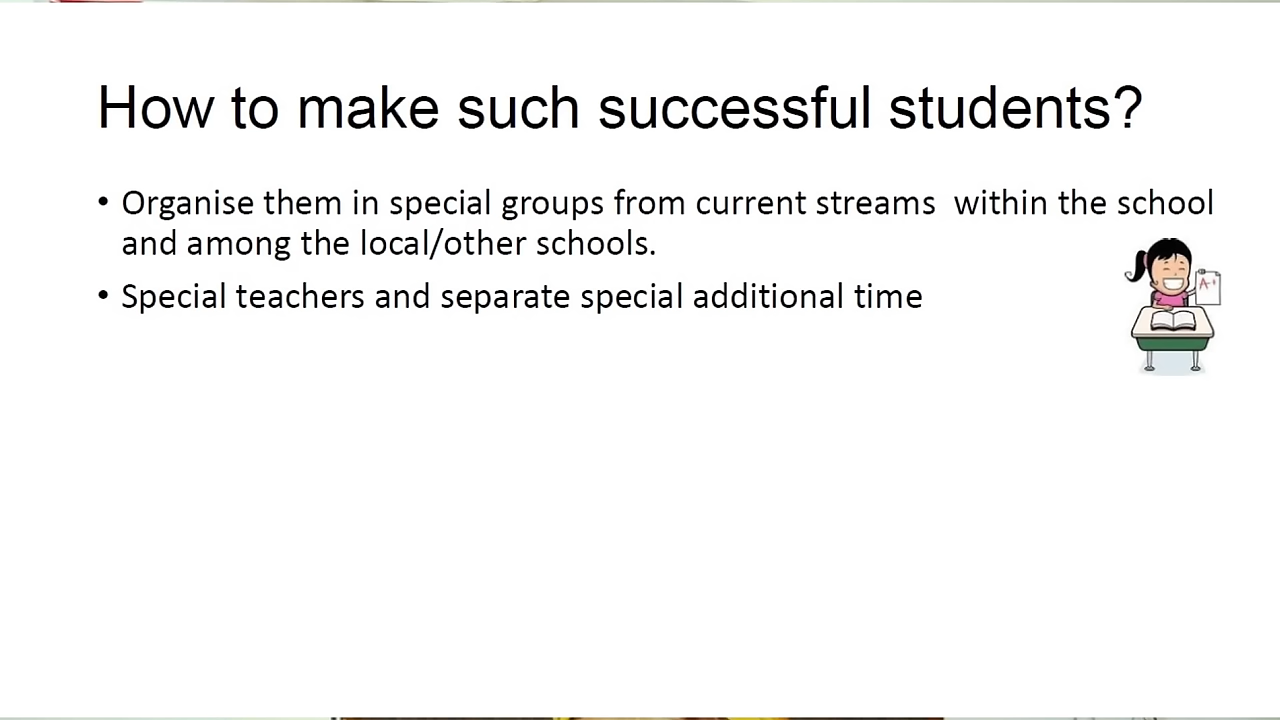 How to make such successful students?
• Organise them in special groups from current streams  within the school
and among the local/other schools.
• Special teachers and separate special additional time
A+